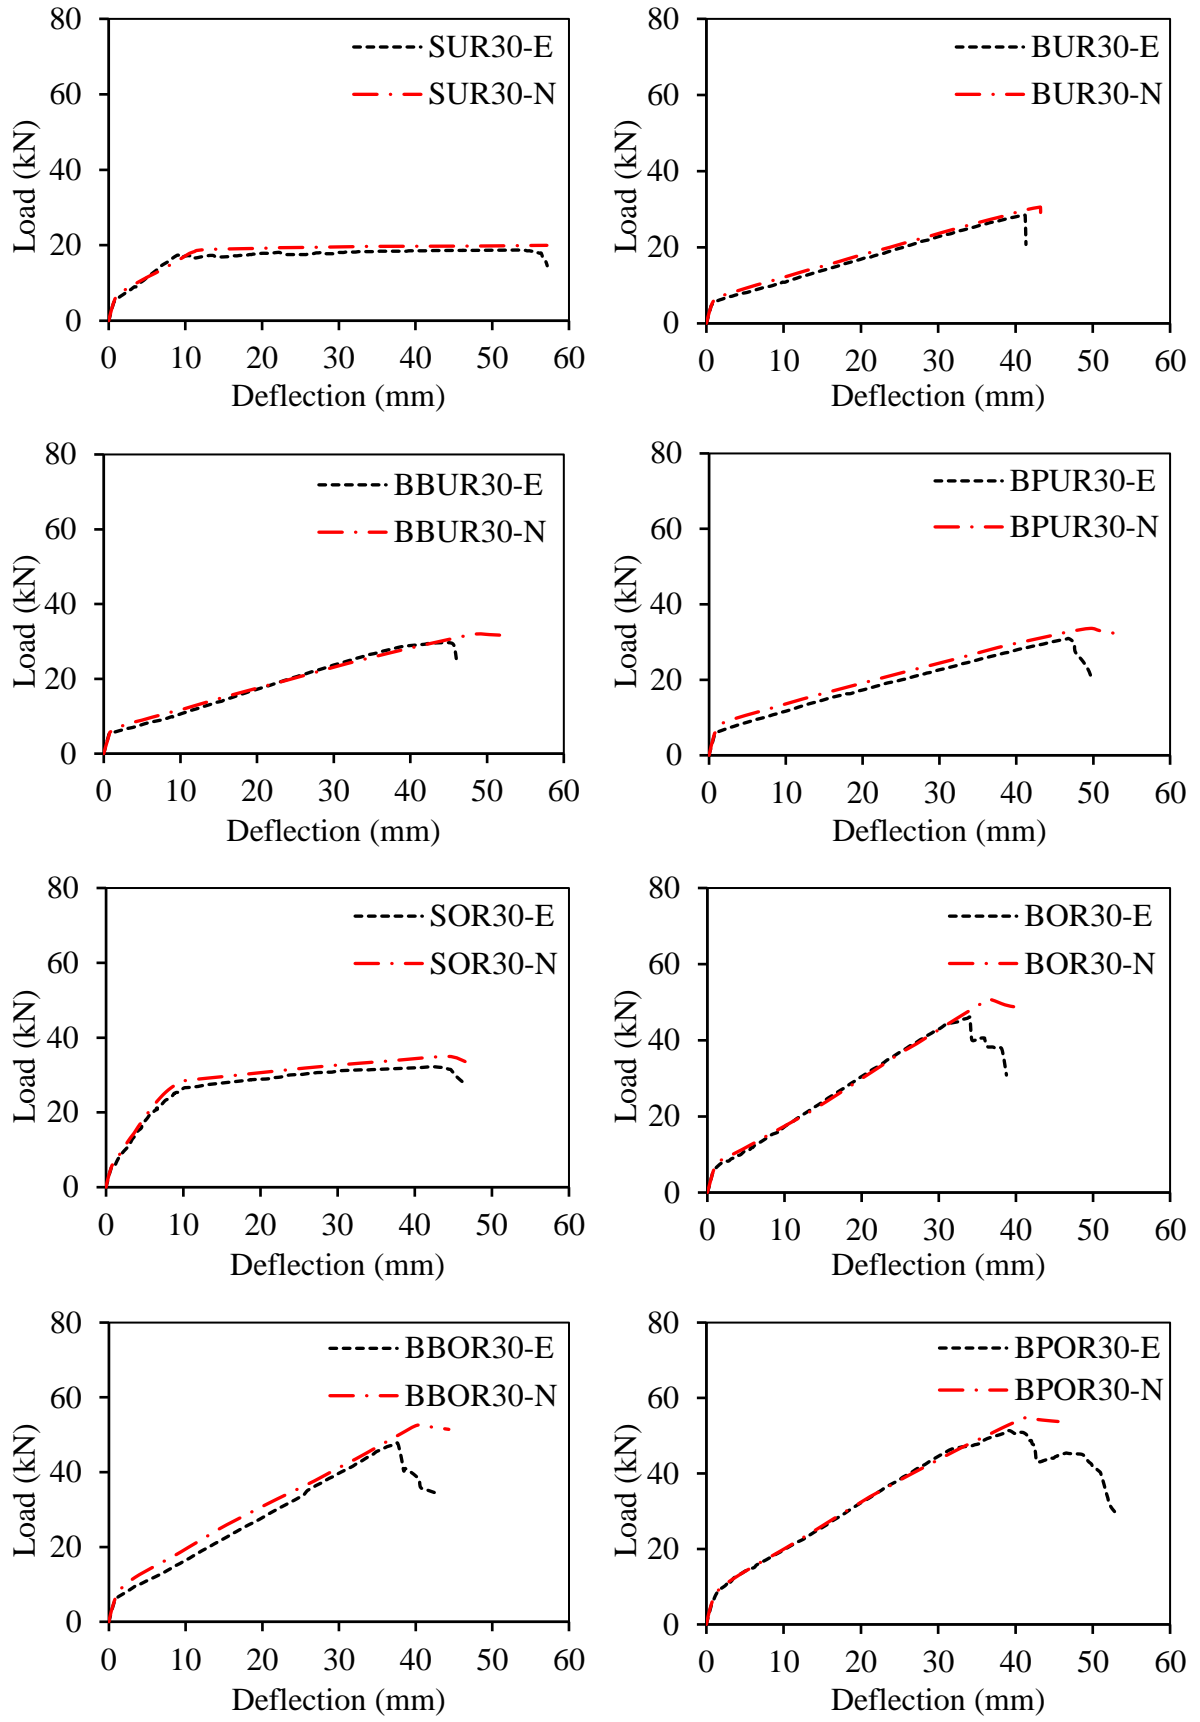 80
60
40
20
0
Load (kN)
SUR30-E
SUR30-N
0 10 20 30 40 50 60
Deflection (mm)
80
60
40
20
0
Load (kN)
BUR30-E
BUR30-N
0 10 20 30 40 50 60
Deflection (mm)
80
60
40
20
0
Load (kN)
BBUR30-E
BBUR30-N
0 10 20 30 40 50 60
Deflection (mm)
80
60
40
20
0
Load (kN)
BPUR30-E
BPUR30-N
0 10 20 30 40 50 60
Deflection (mm)
80
60
40
20
0
Load (kN)
SOR30-E
SOR30-N
0 10 20 30 40 50 60
Deflection (mm)
80
60
40
20
0
Load (kN)
BOR30-E
BOR30-N
0 10 20 30 40 50 60
Deflection (mm)
80
60
40
20
0
Load (kN)
BBOR30-E
BBOR30-N
0 10 20 30 40 50 60
Deflection (mm)
80
60
40
20
0
Load (kN)
BPOR30-E
BPOR30-N
0 10 20 30 40 50 60
Deflection (mm)